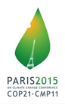 PARIS2015
UN CLIMATE CHANGE CONFERENCE
COP21·CMP11